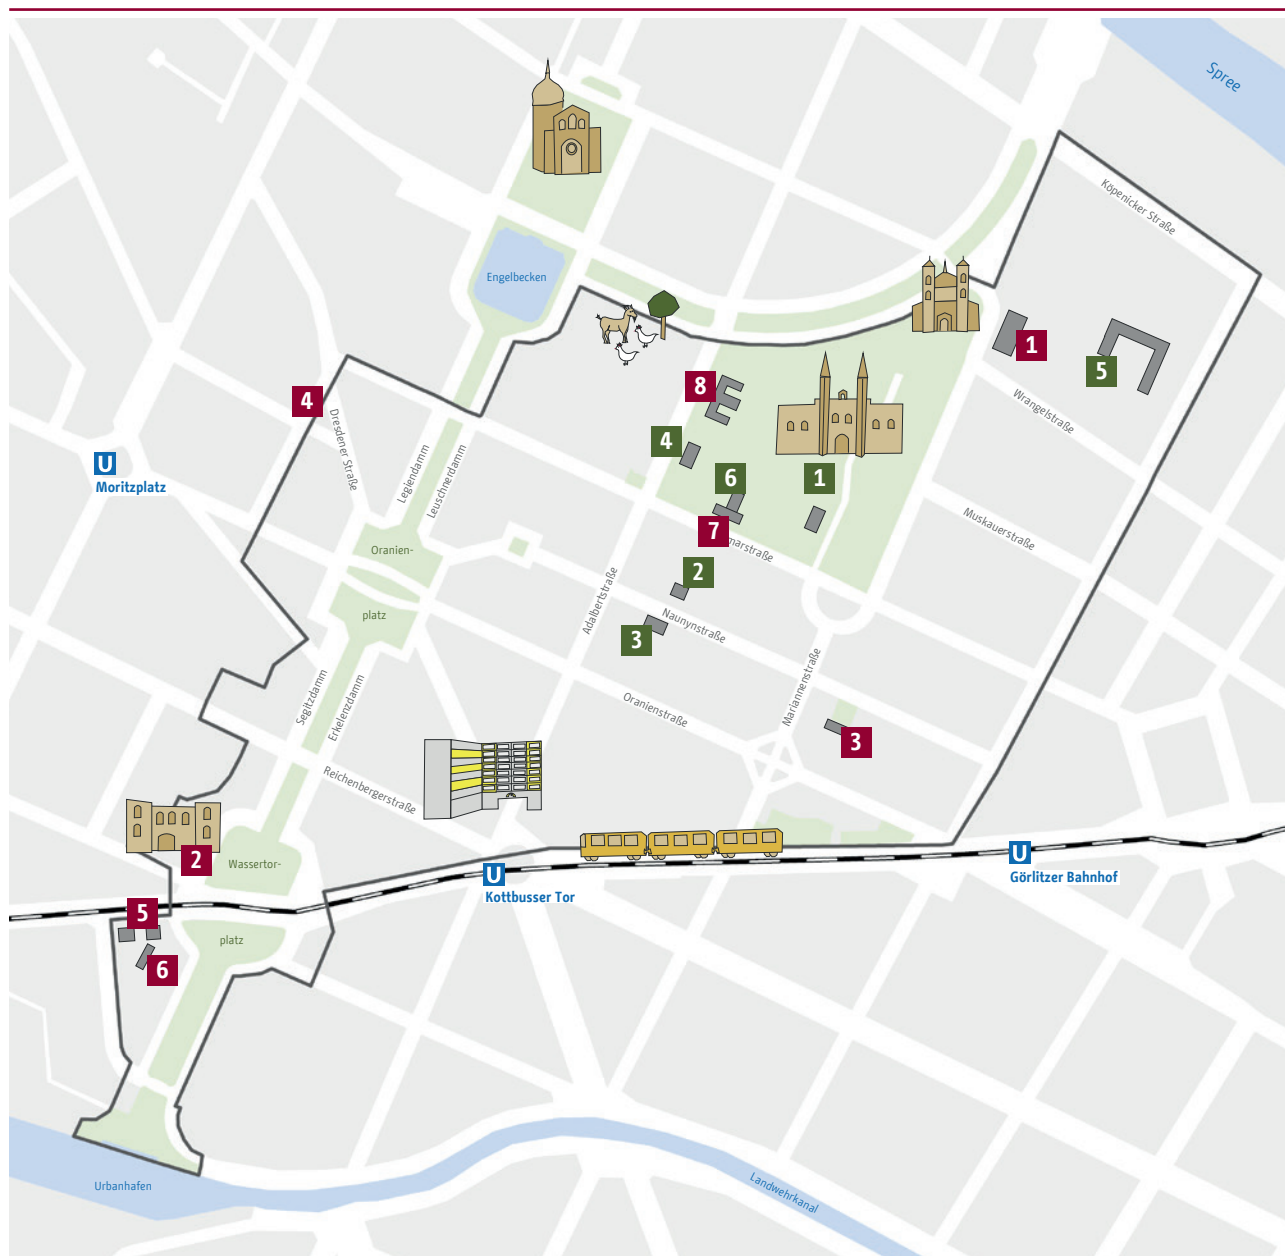 Spree
Köpenicker Straße
Engelbecken
1
5
8
4
Dresdener Straße
Wrangelstraße
4
Legiendamm
Leuschnerdamm
U
Moritzplatz
6
1
7
marstraße
Muskauerstraße
Oranien-
2
Adalbertstraße
platz
Naunynstraße
3
Segitzdamm
Erkelenzdamm
Mariannenstraße
Oranienstraße
3
Reichenbergerstraße
2
Wassertor-
U
Kottbusser Tor
U
Görlitzer Bahnhof
5
platz
6
Urbanhafen
Landwehrkanal